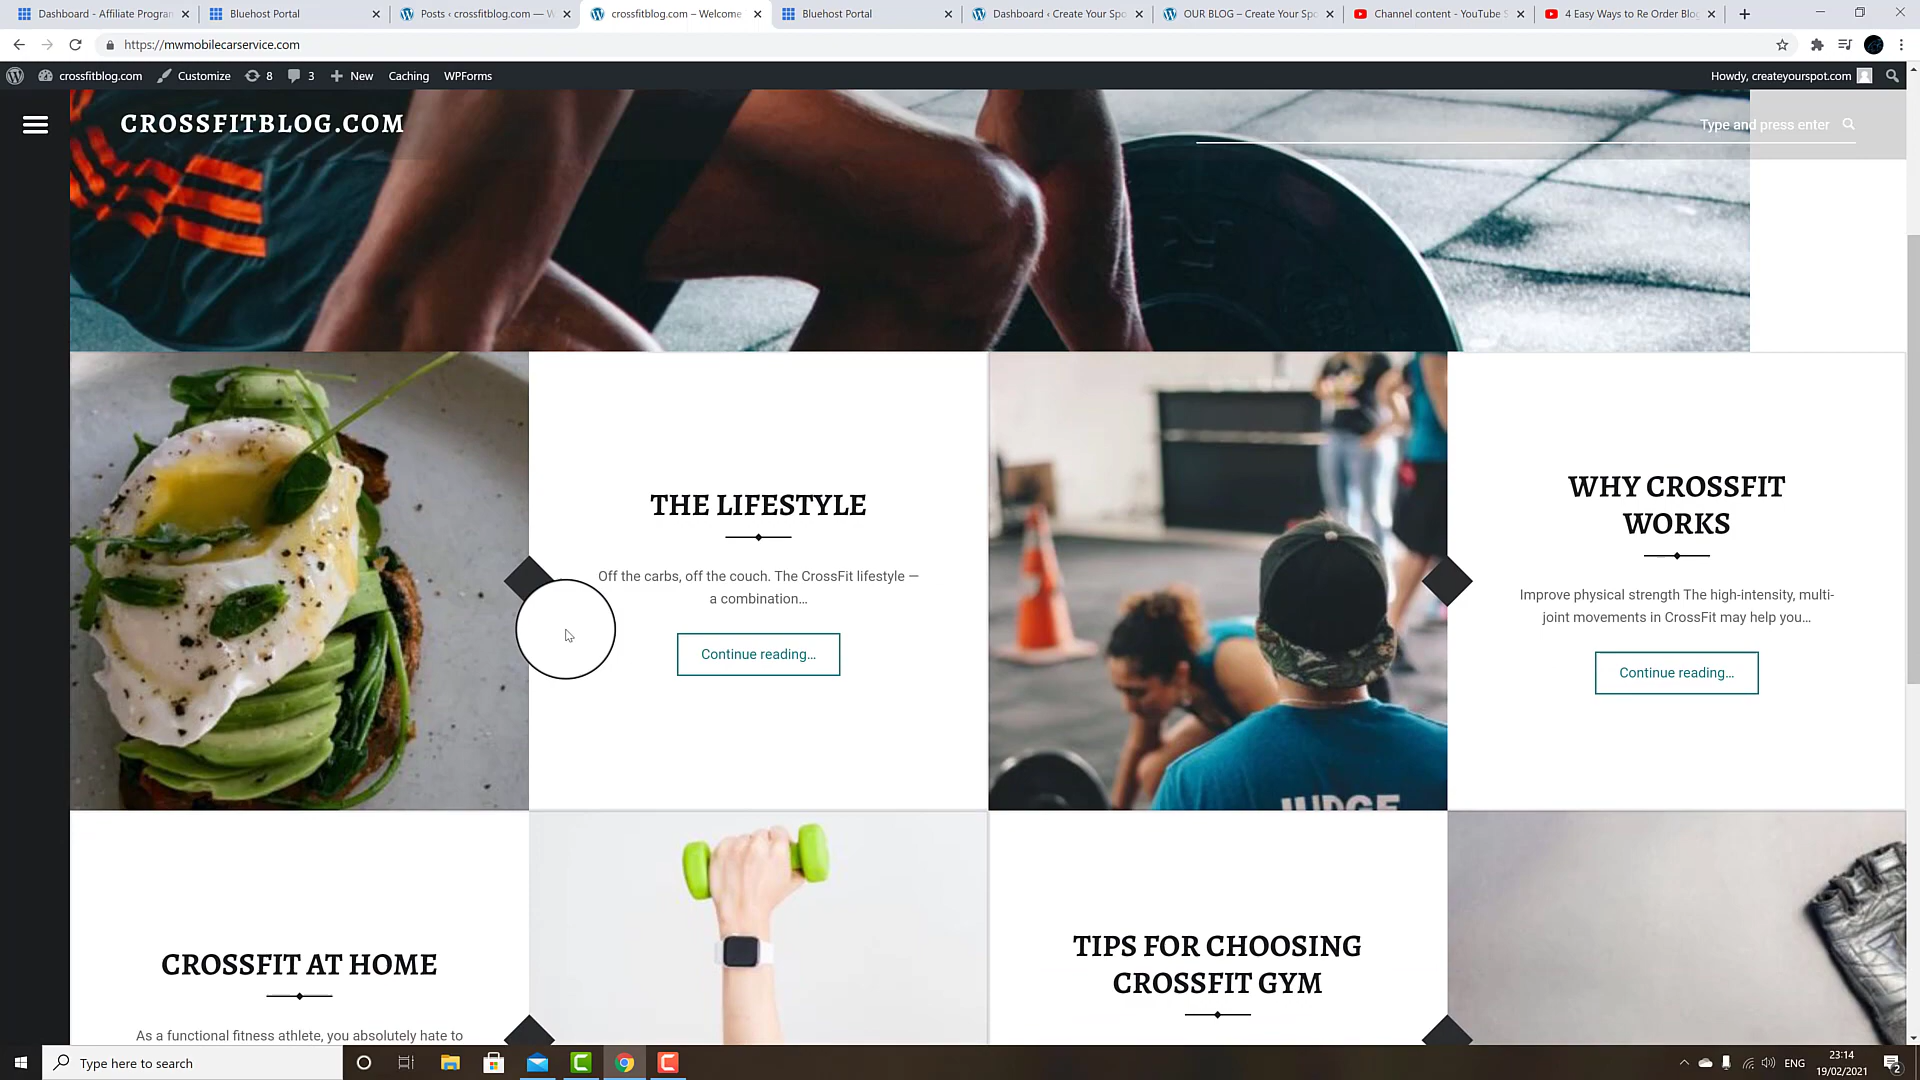 Dashboard - Affiliate Program
Bluehost Portal
Posts ‹ crossfitblog.com — W
crossfitblog.com – Welcome
Bluehost Portal
Dashboard ‹ Create Your Spo
OUR BLOG – Create Your Spo
Channel content - YouTube S
4 Easy Ways to Re Order Blog
https://mwmobilecarservice.com
crossfitblog.com Customize 8 3 New Caching WPForms
Howdy, createyourspot.com
CROSSFITBLOG.COM
Type and press enter
THE LIFESTYLE
Off the carbs, off the couch. The CrossFit lifestyle —
a combination…
Continue reading…
WHY CROSSFIT
WORKS
Improve physical strength The high-intensity, multi-
joint movements in CrossFit may help you…
Continue reading…
JUDGE
CROSSFIT AT HOME
As a functional fitness athlete, you absolutely hate to
TIPS FOR CHOOSING
CROSSFIT GYM
Type here to search
ENG
23:14
19/02/2021
2